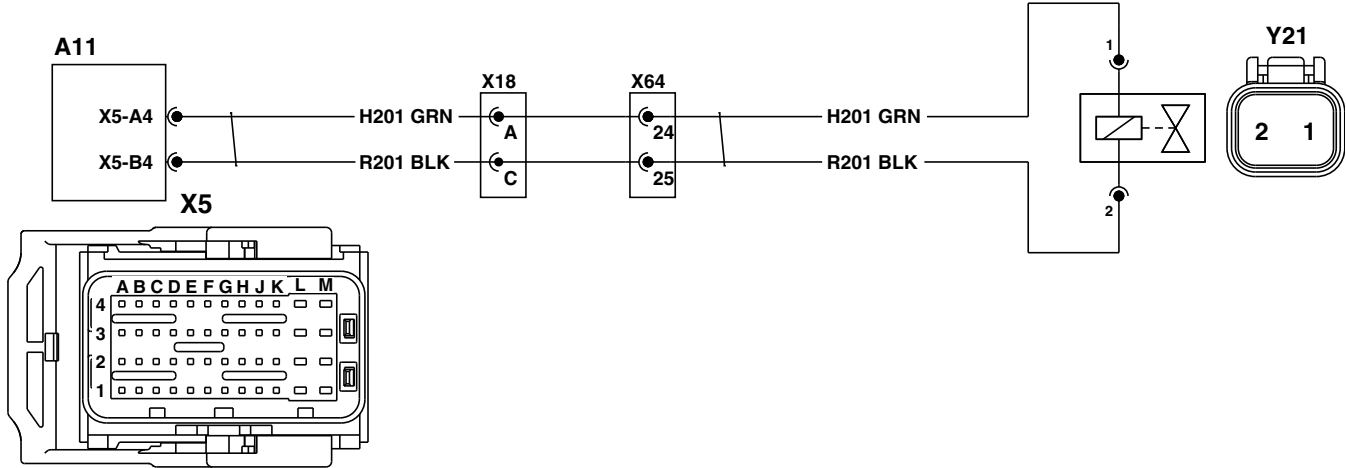 A11
X5-A4
X5-B4
H201 GRN
R201 BLK
X18
A
C
X64
24
25
H201 GRN
R201 BLK
1
2
Y21
2 1
X5
A B C D E F G H J K L M
4
3
2
1